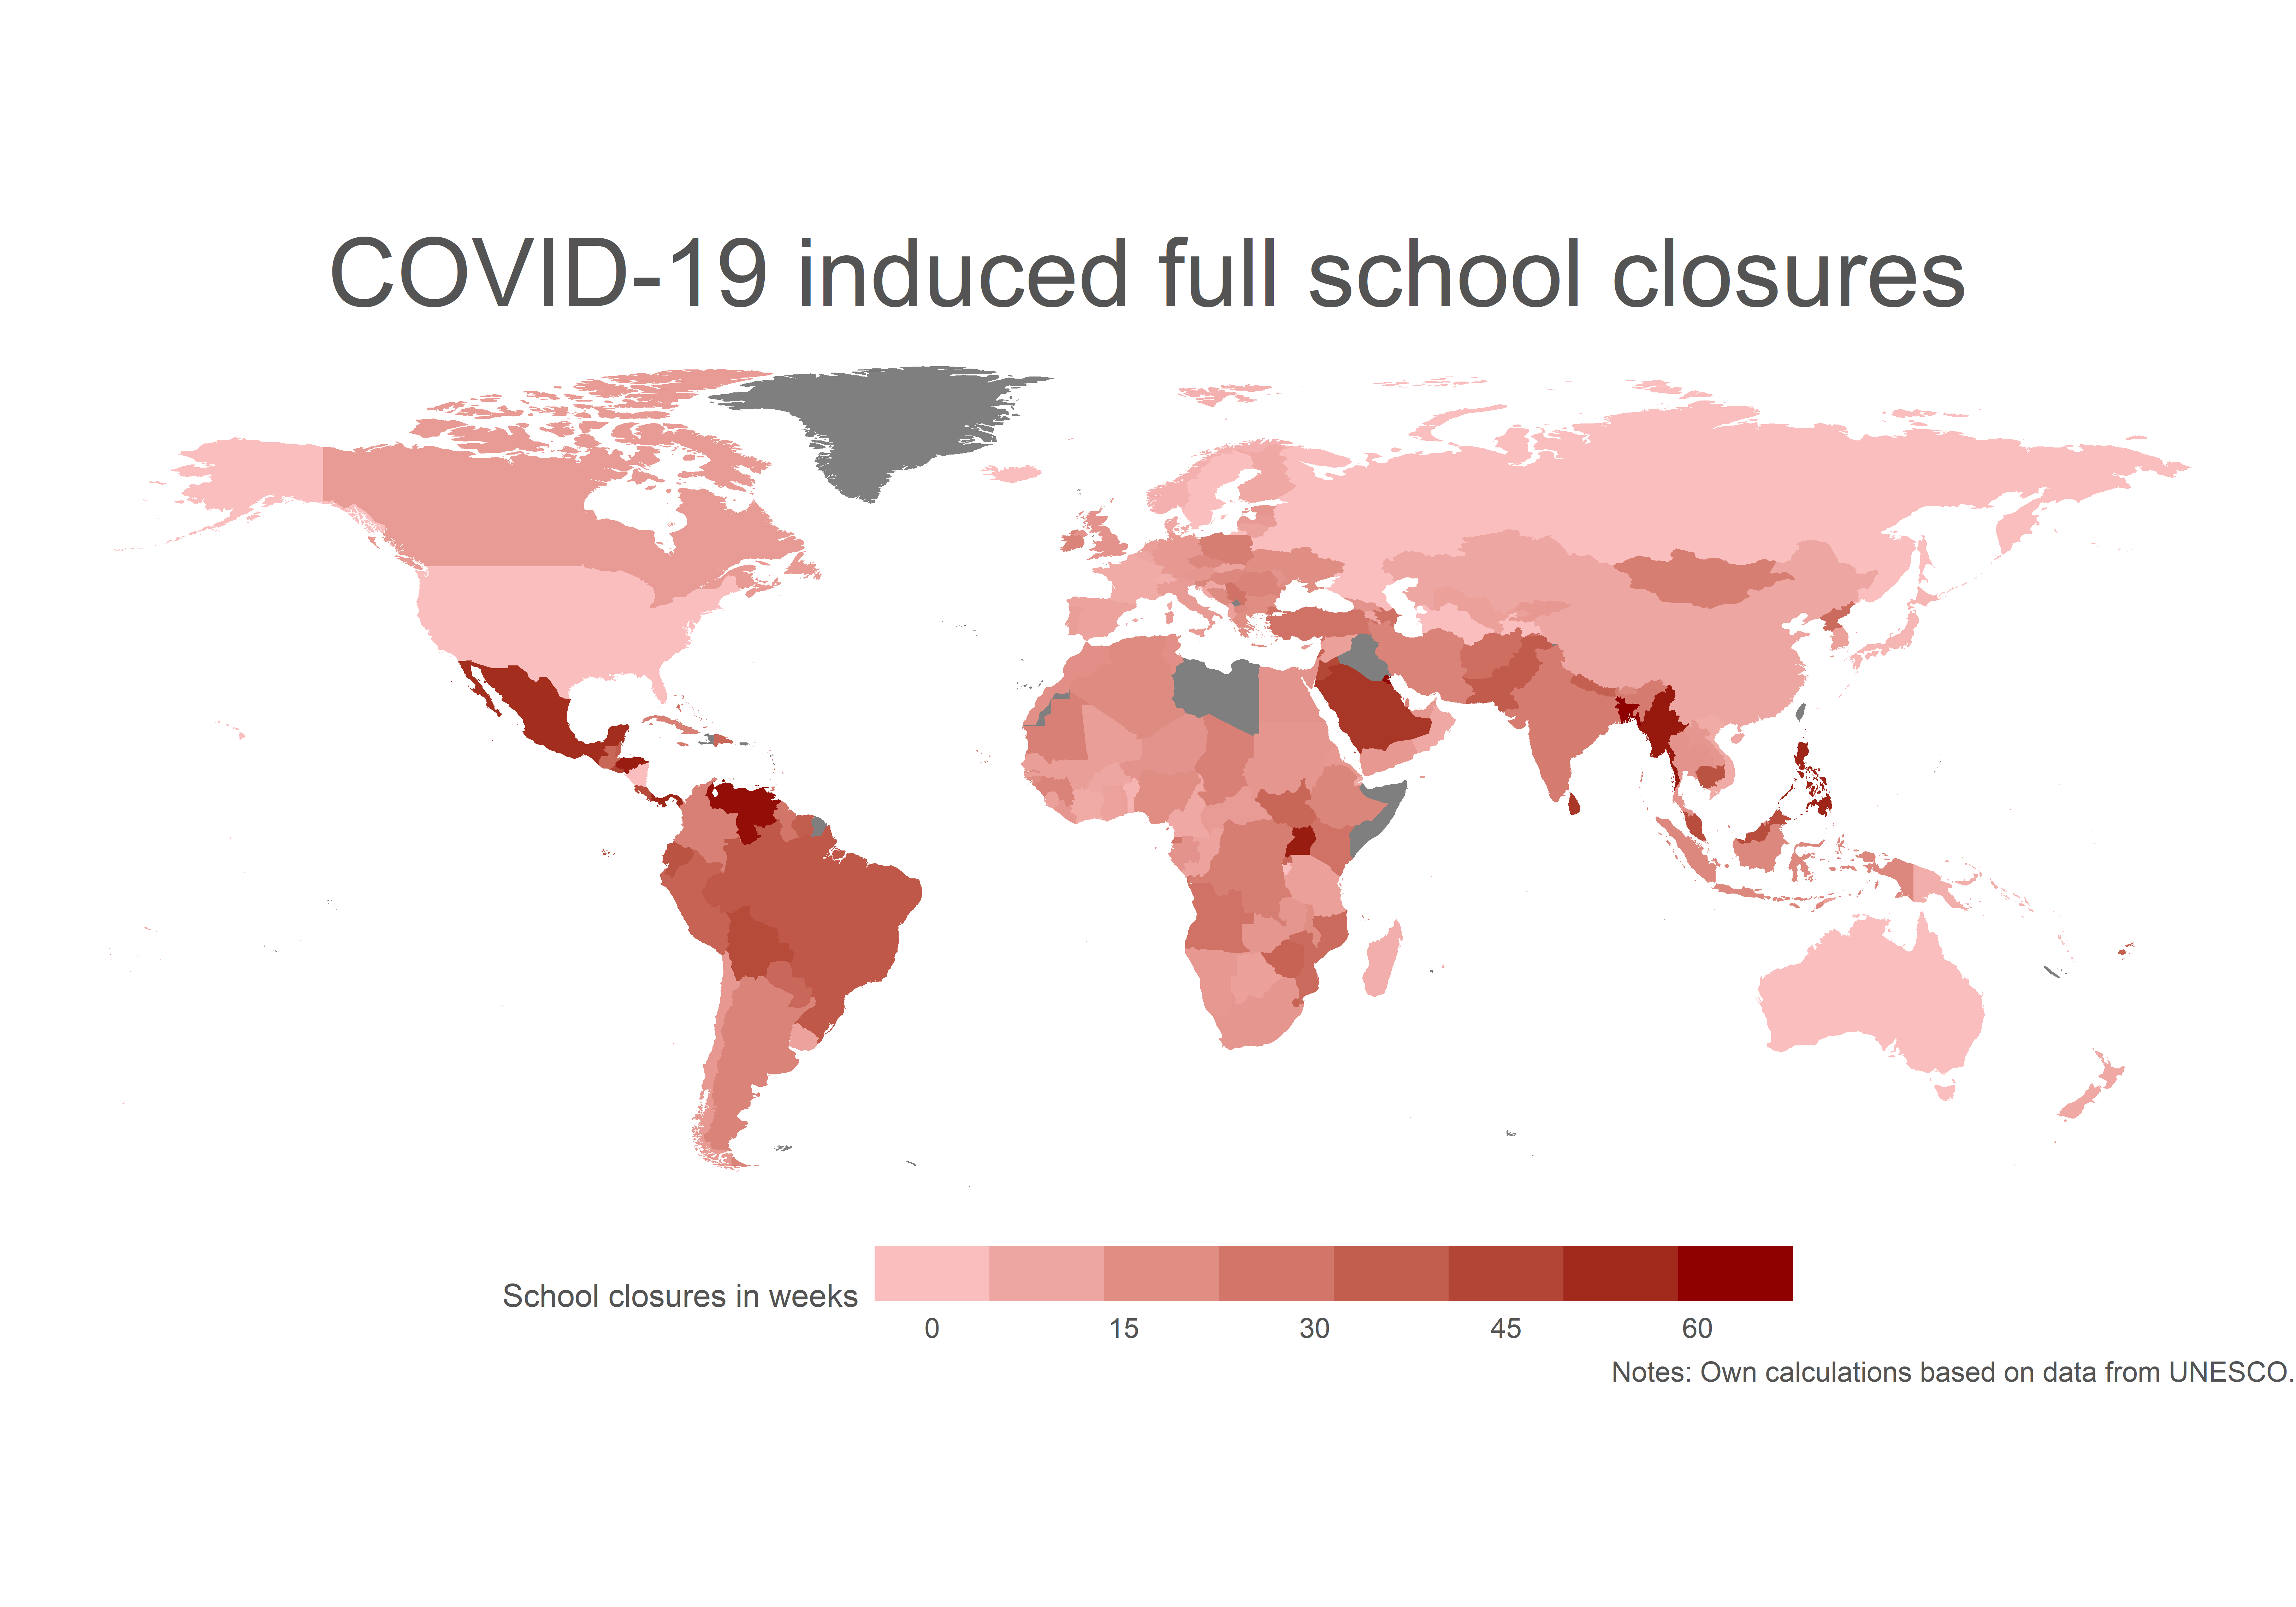 COVID-19 induced full school closures
School closures in weeks
0 15 30 45 60
Notes: Own calculations based on data from UNESCO.